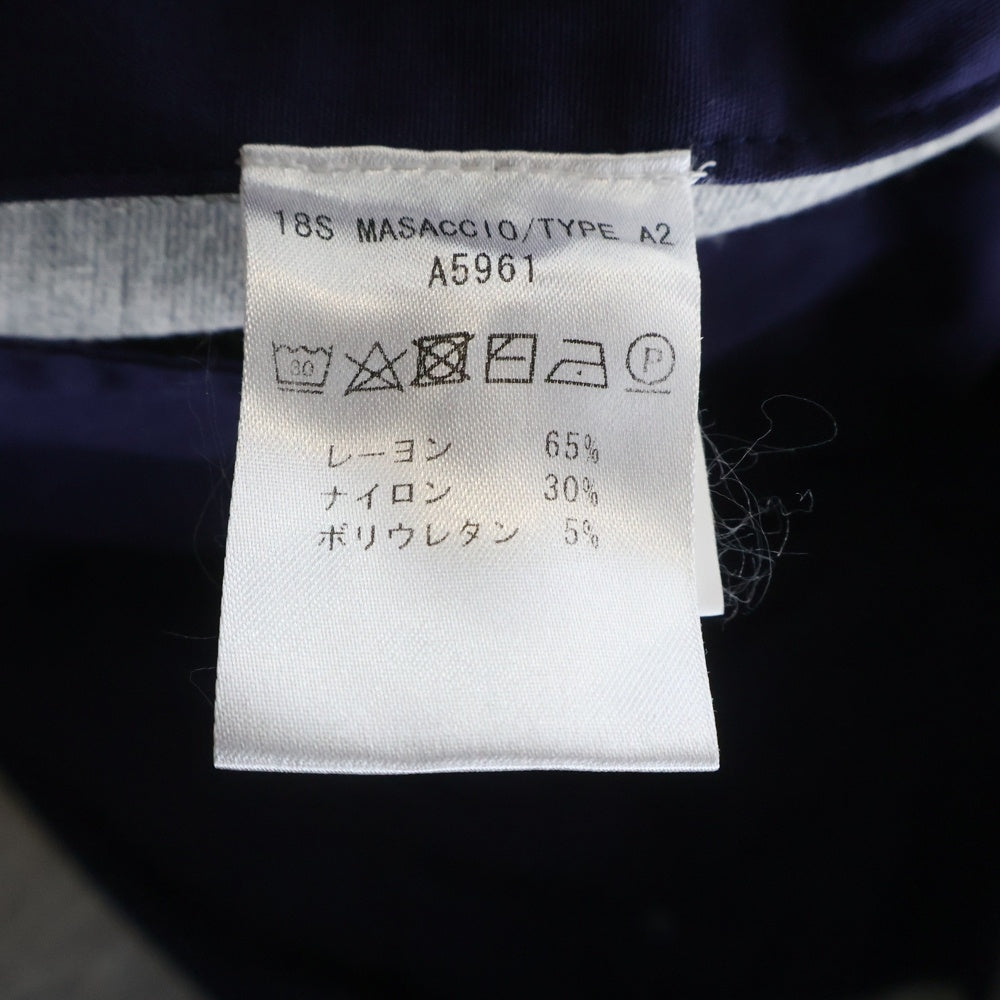 18S MASACCIO/TYPE A2
A5961
30 P
レーヨン 65%
ナイロン 30%
ポリウレタン 5%